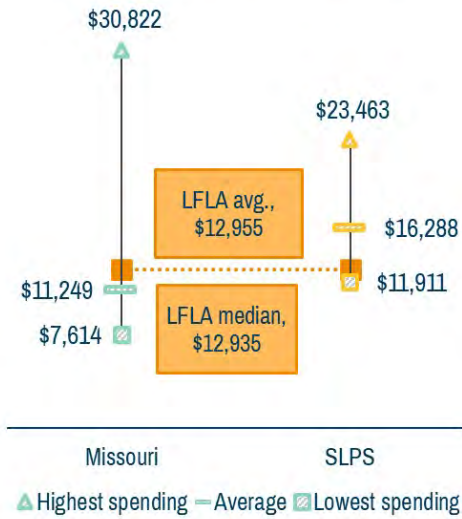 $30,822
$23,463
LFLA avg.,
$12,955
$16,288
$11,249
$11,911
LFLA median,
$12,935
$7,614
Missouri
SLPS
Highest spending
Average
Lowest spending